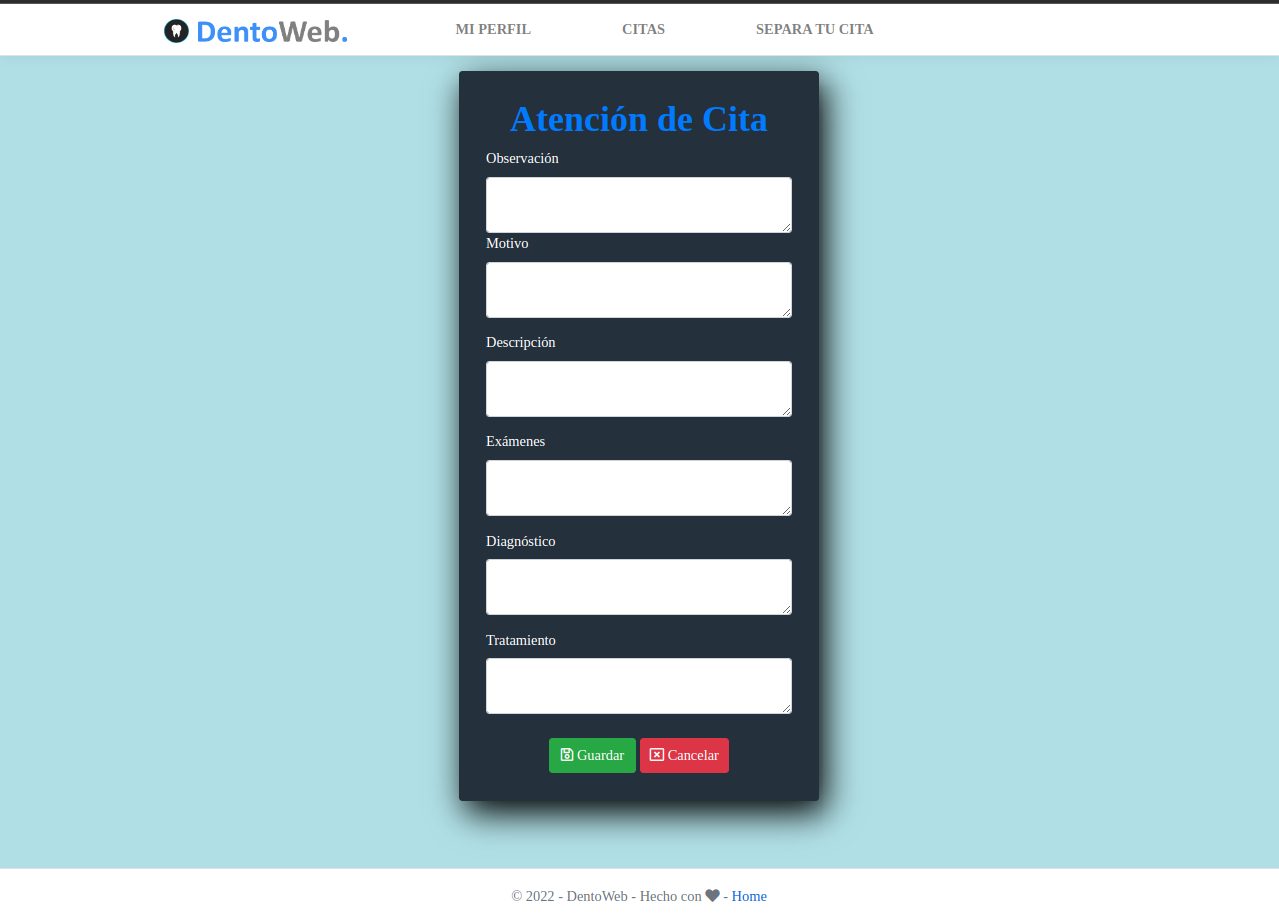 DentoWeb. MI PERFIL CITAS SEPARA TU CITA
Atención de Cita
Observación
Motivo
Descripción
Exámenes
Diagnóstico
Tratamiento
Guardar Cancelar
© 2022 - DentoWeb - Hecho con - Home